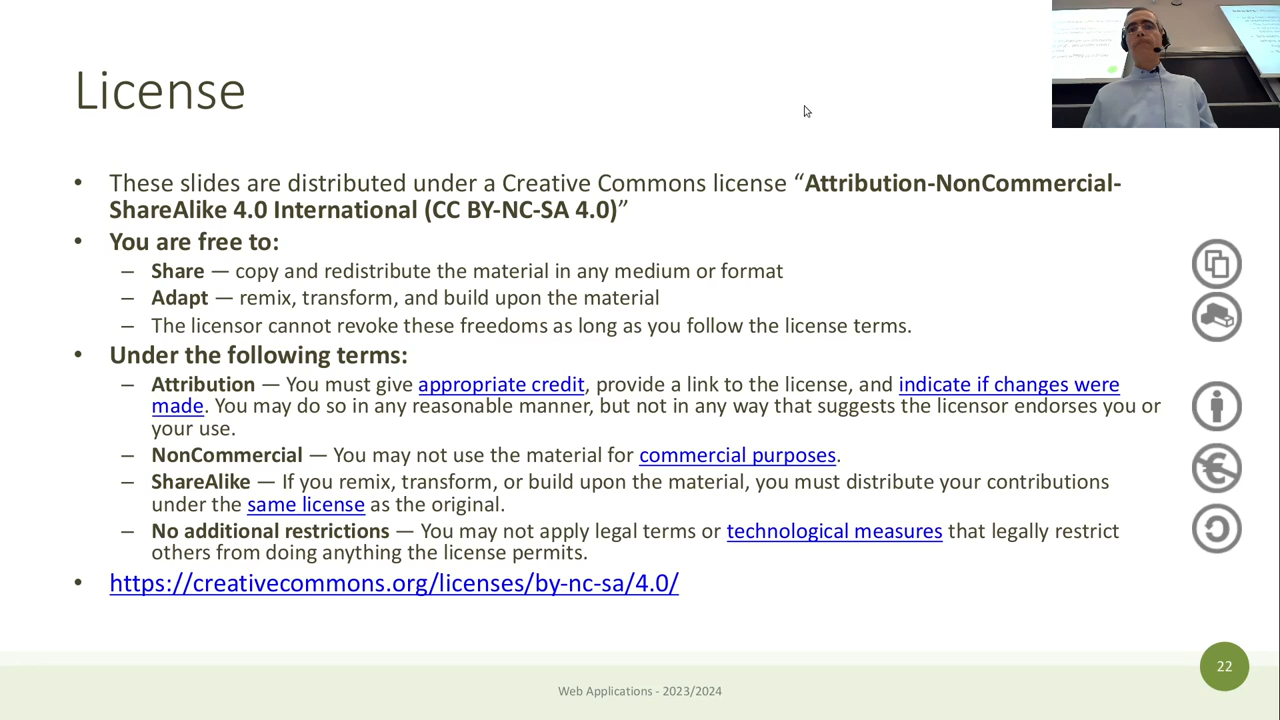 License
• These slides are distributed under a Creative Commons license “Attribution-NonCommercial-
ShareAlike 4.0 International (CC BY-NC-SA 4.0)”
• You are free to:
– Share — copy and redistribute the material in any medium or format
– Adapt — remix, transform, and build upon the material
– The licensor cannot revoke these freedoms as long as you follow the license terms.
• Under the following terms:
– Attribution — You must give appropriate credit, provide a link to the license, and indicate if changes were
made. You may do so in any reasonable manner, but not in any way that suggests the licensor endorses you or
your use.
– NonCommercial — You may not use the material for commercial purposes.
– ShareAlike — If you remix, transform, or build upon the material, you must distribute your contributions
under the same license as the original.
– No additional restrictions — You may not apply legal terms or technological measures that legally restrict
others from doing anything the license permits.
• https://creativecommons.org/licenses/by-nc-sa/4.0/
22
Web Applications - 2023/2024